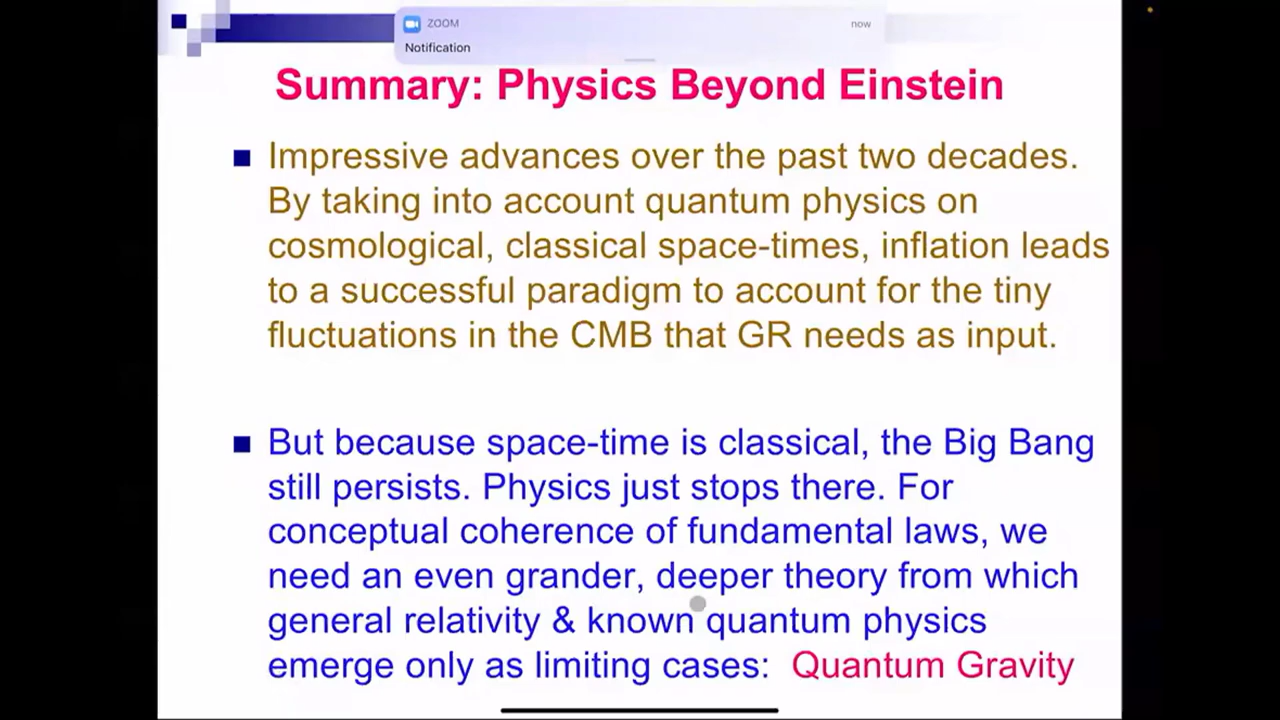 ZOOM
now
Notification
Summary: Physics Beyond Einstein
Impressive advances over the past two decades.
By taking into account quantum physics on
cosmological, classical space-times, inflation leads
to a successful paradigm to account for the tiny
fluctuations in the CMB that GR needs as input.
But because space-time is classical, the Big Bang
still persists. Physics just stops there. For
conceptual coherence of fundamental laws, we
need an even grander, deeper theory from which
general relativity & known quantum physics
emerge only as limiting cases: Quantum Gravity